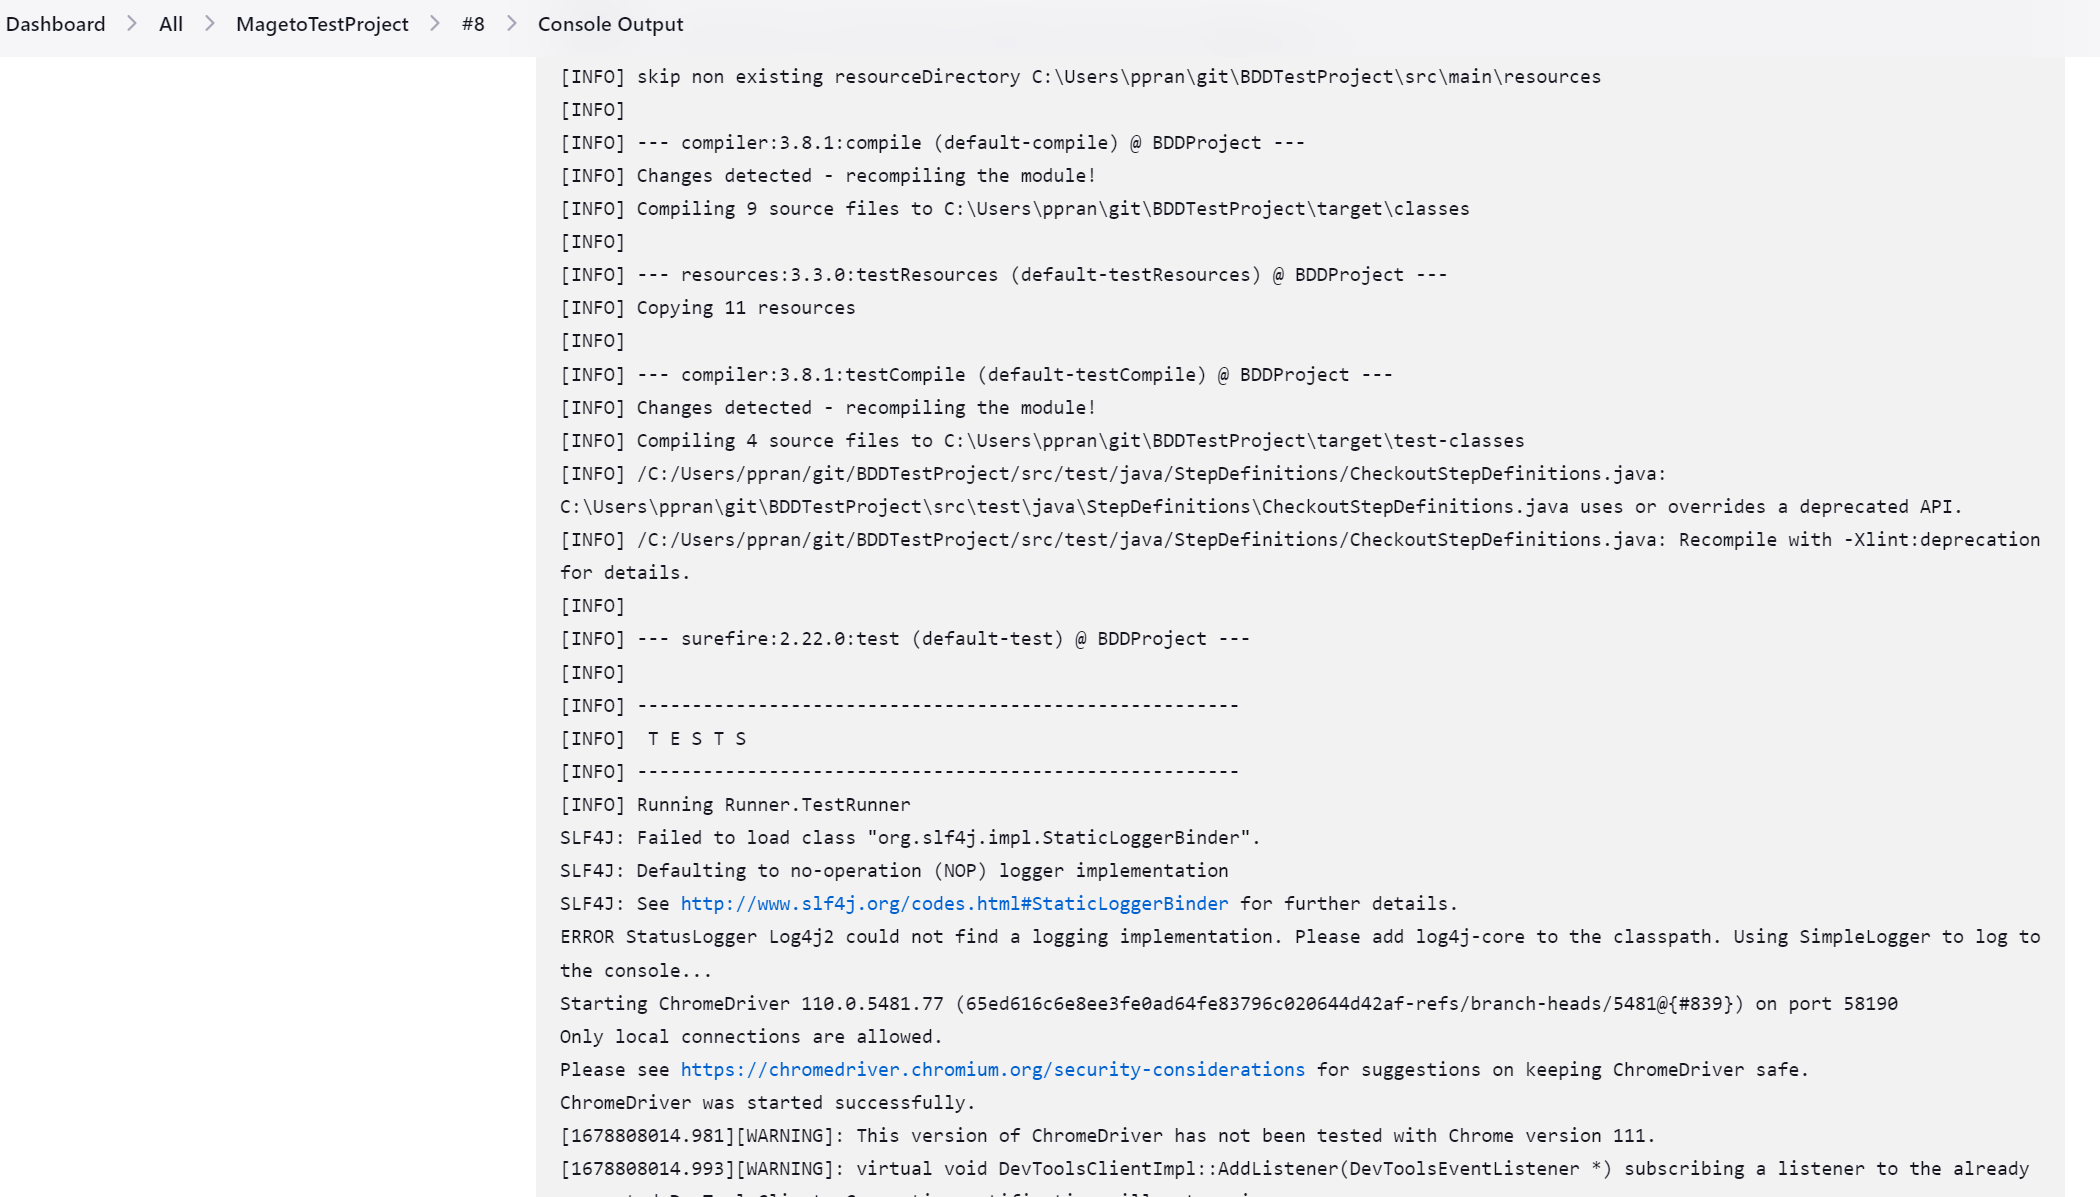 Dashboard > All > MagetoTestProject > #8 > Console Output
[INFO] skip non existing resourceDirectory C:\Users\ppran\git\BDDTestProject\src\main\resources
[INFO]
[INFO] --- compiler:3.8.1:compile (default-compile) @ BDDProject ---
[INFO] Changes detected - recompiling the module!
[INFO] Compiling 9 source files to C:\Users\ppran\git\BDDTestProject\target\classes
[INFO]
[INFO] --- resources:3.3.0:testResources (default-testResources) @ BDDProject ---
[INFO] Copying 11 resources
[INFO]
[INFO] --- compiler:3.8.1:testCompile (default-testCompile) @ BDDProject ---
[INFO] Changes detected - recompiling the module!
[INFO] Compiling 4 source files to C:\Users\ppran\git\BDDTestProject\target\test-classes
[INFO] /C:/Users/ppran/git/BDDTestProject/src/test/java/StepDefinitions/CheckoutStepDefinitions.java:
C:\Users\ppran\git\BDDTestProject\src\test\java\StepDefinitions\CheckoutStepDefinitions.java uses or overrides a deprecated API.
[INFO] /C:/Users/ppran/git/BDDTestProject/src/test/java/StepDefinitions/CheckoutStepDefinitions.java: Recompile with -Xlint:deprecation
for details.
[INFO]
[INFO] --- surefire:2.22.0:test (default-test) @ BDDProject ---
[INFO]
[INFO] -------------------------------------------------------
[INFO]  T E S T S
[INFO] -------------------------------------------------------
[INFO] Running Runner.TestRunner
SLF4J: Failed to load class "org.slf4j.impl.StaticLoggerBinder".
SLF4J: Defaulting to no-operation (NOP) logger implementation
SLF4J: See http://www.slf4j.org/codes.html#StaticLoggerBinder for further details.
ERROR StatusLogger Log4j2 could not find a logging implementation. Please add log4j-core to the classpath. Using SimpleLogger to log to
the console...
Starting ChromeDriver 110.0.5481.77 (65ed616c6e8ee3fe0ad64fe83796c020644d42af-refs/branch-heads/5481@{#839}) on port 58190
Only local connections are allowed.
Please see https://chromedriver.chromium.org/security-considerations for suggestions on keeping ChromeDriver safe.
ChromeDriver was started successfully.
[1678808014.981][WARNING]: This version of ChromeDriver has not been tested with Chrome version 111.
[1678808014.993][WARNING]: virtual void DevToolsClientImpl::AddListener(DevToolsEventListener *) subscribing a listener to the already